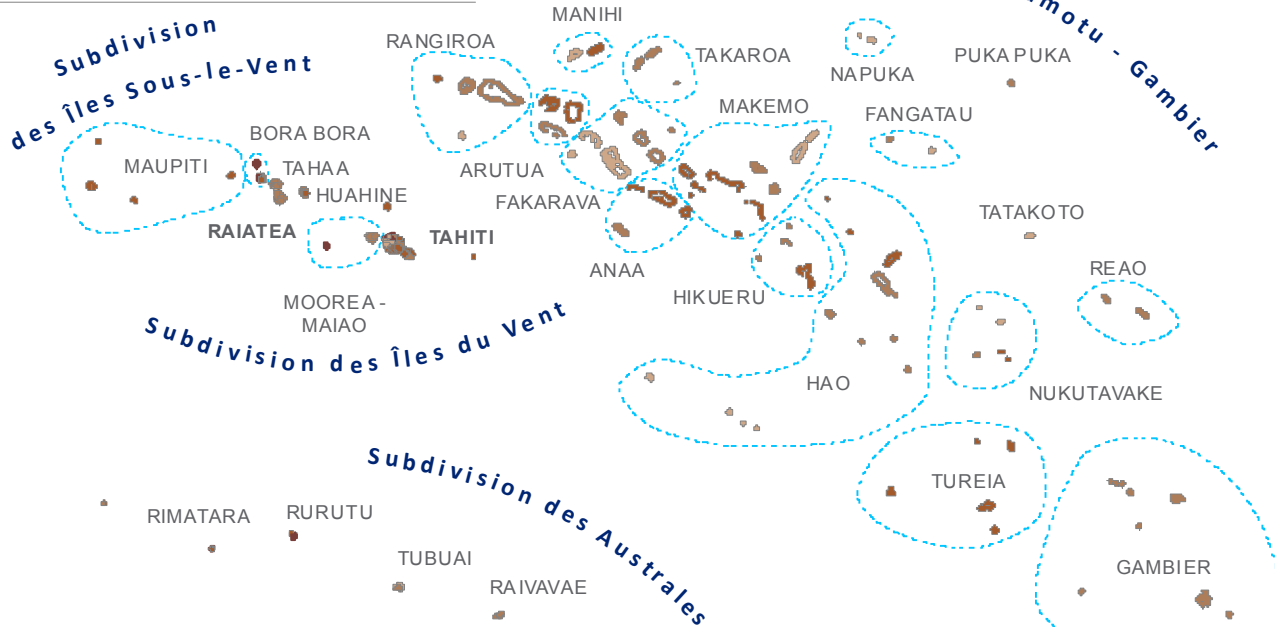 Subdivision
des Îles Sous-le-Vent
MANIHI
RANGIROA
TAKAROA
NAPUKA
PUKA PUKA
Gambier
MAKEMO
FANGATAU
BORA BORA
MAUPITI
TAHAA
HUAHINE
ARUTUA
FAKARAVA
RAIATEA
TAHITI
TATAKOTO
ANAA
HIKUERU
REAO
MOOREA -
MAIAO
Subdivision des Îles du Vent
HAO
NUKUTAVAKE
Subdivision des Australes
TUREIA
RIMATARA
RURUTU
TUBUAI
RAIVAVAE
GAMBIER